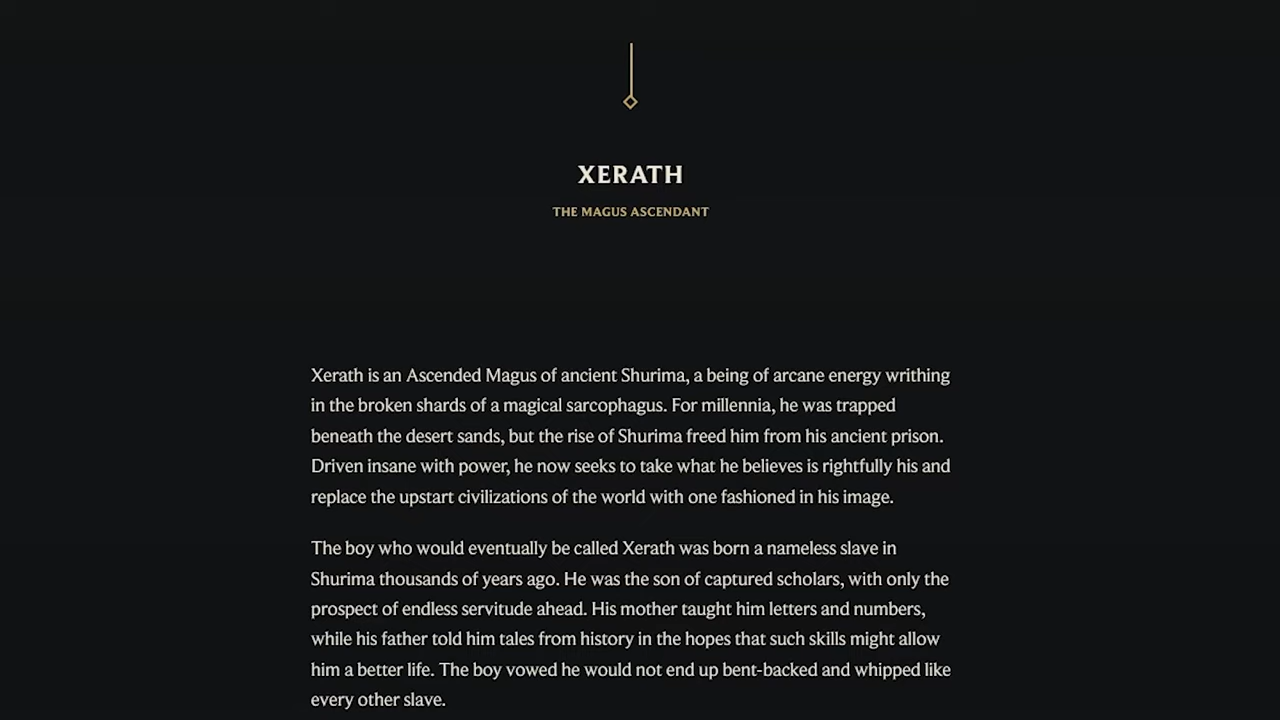 XERATH
THE MAGUS ASCENDANT
Xerath is an Ascended Magus of ancient Shurima, a being of arcane energy writhing
in the broken shards of a magical sarcophagus. For millennia, he was trapped
beneath the desert sands, but the rise of Shurima freed him from his ancient prison.
Driven insane with power, he now seeks to take what he believes is rightfully his and
replace the upstart civilizations of the world with one fashioned in his image.
The boy who would eventually be called Xerath was born a nameless slave in
Shurima thousands of years ago. He was the son of captured scholars, with only the
prospect of endless servitude ahead. His mother taught him letters and numbers,
while his father told him tales from history in the hopes that such skills might allow
him a better life. The boy vowed he would not end up bent-backed and whipped like
every other slave.